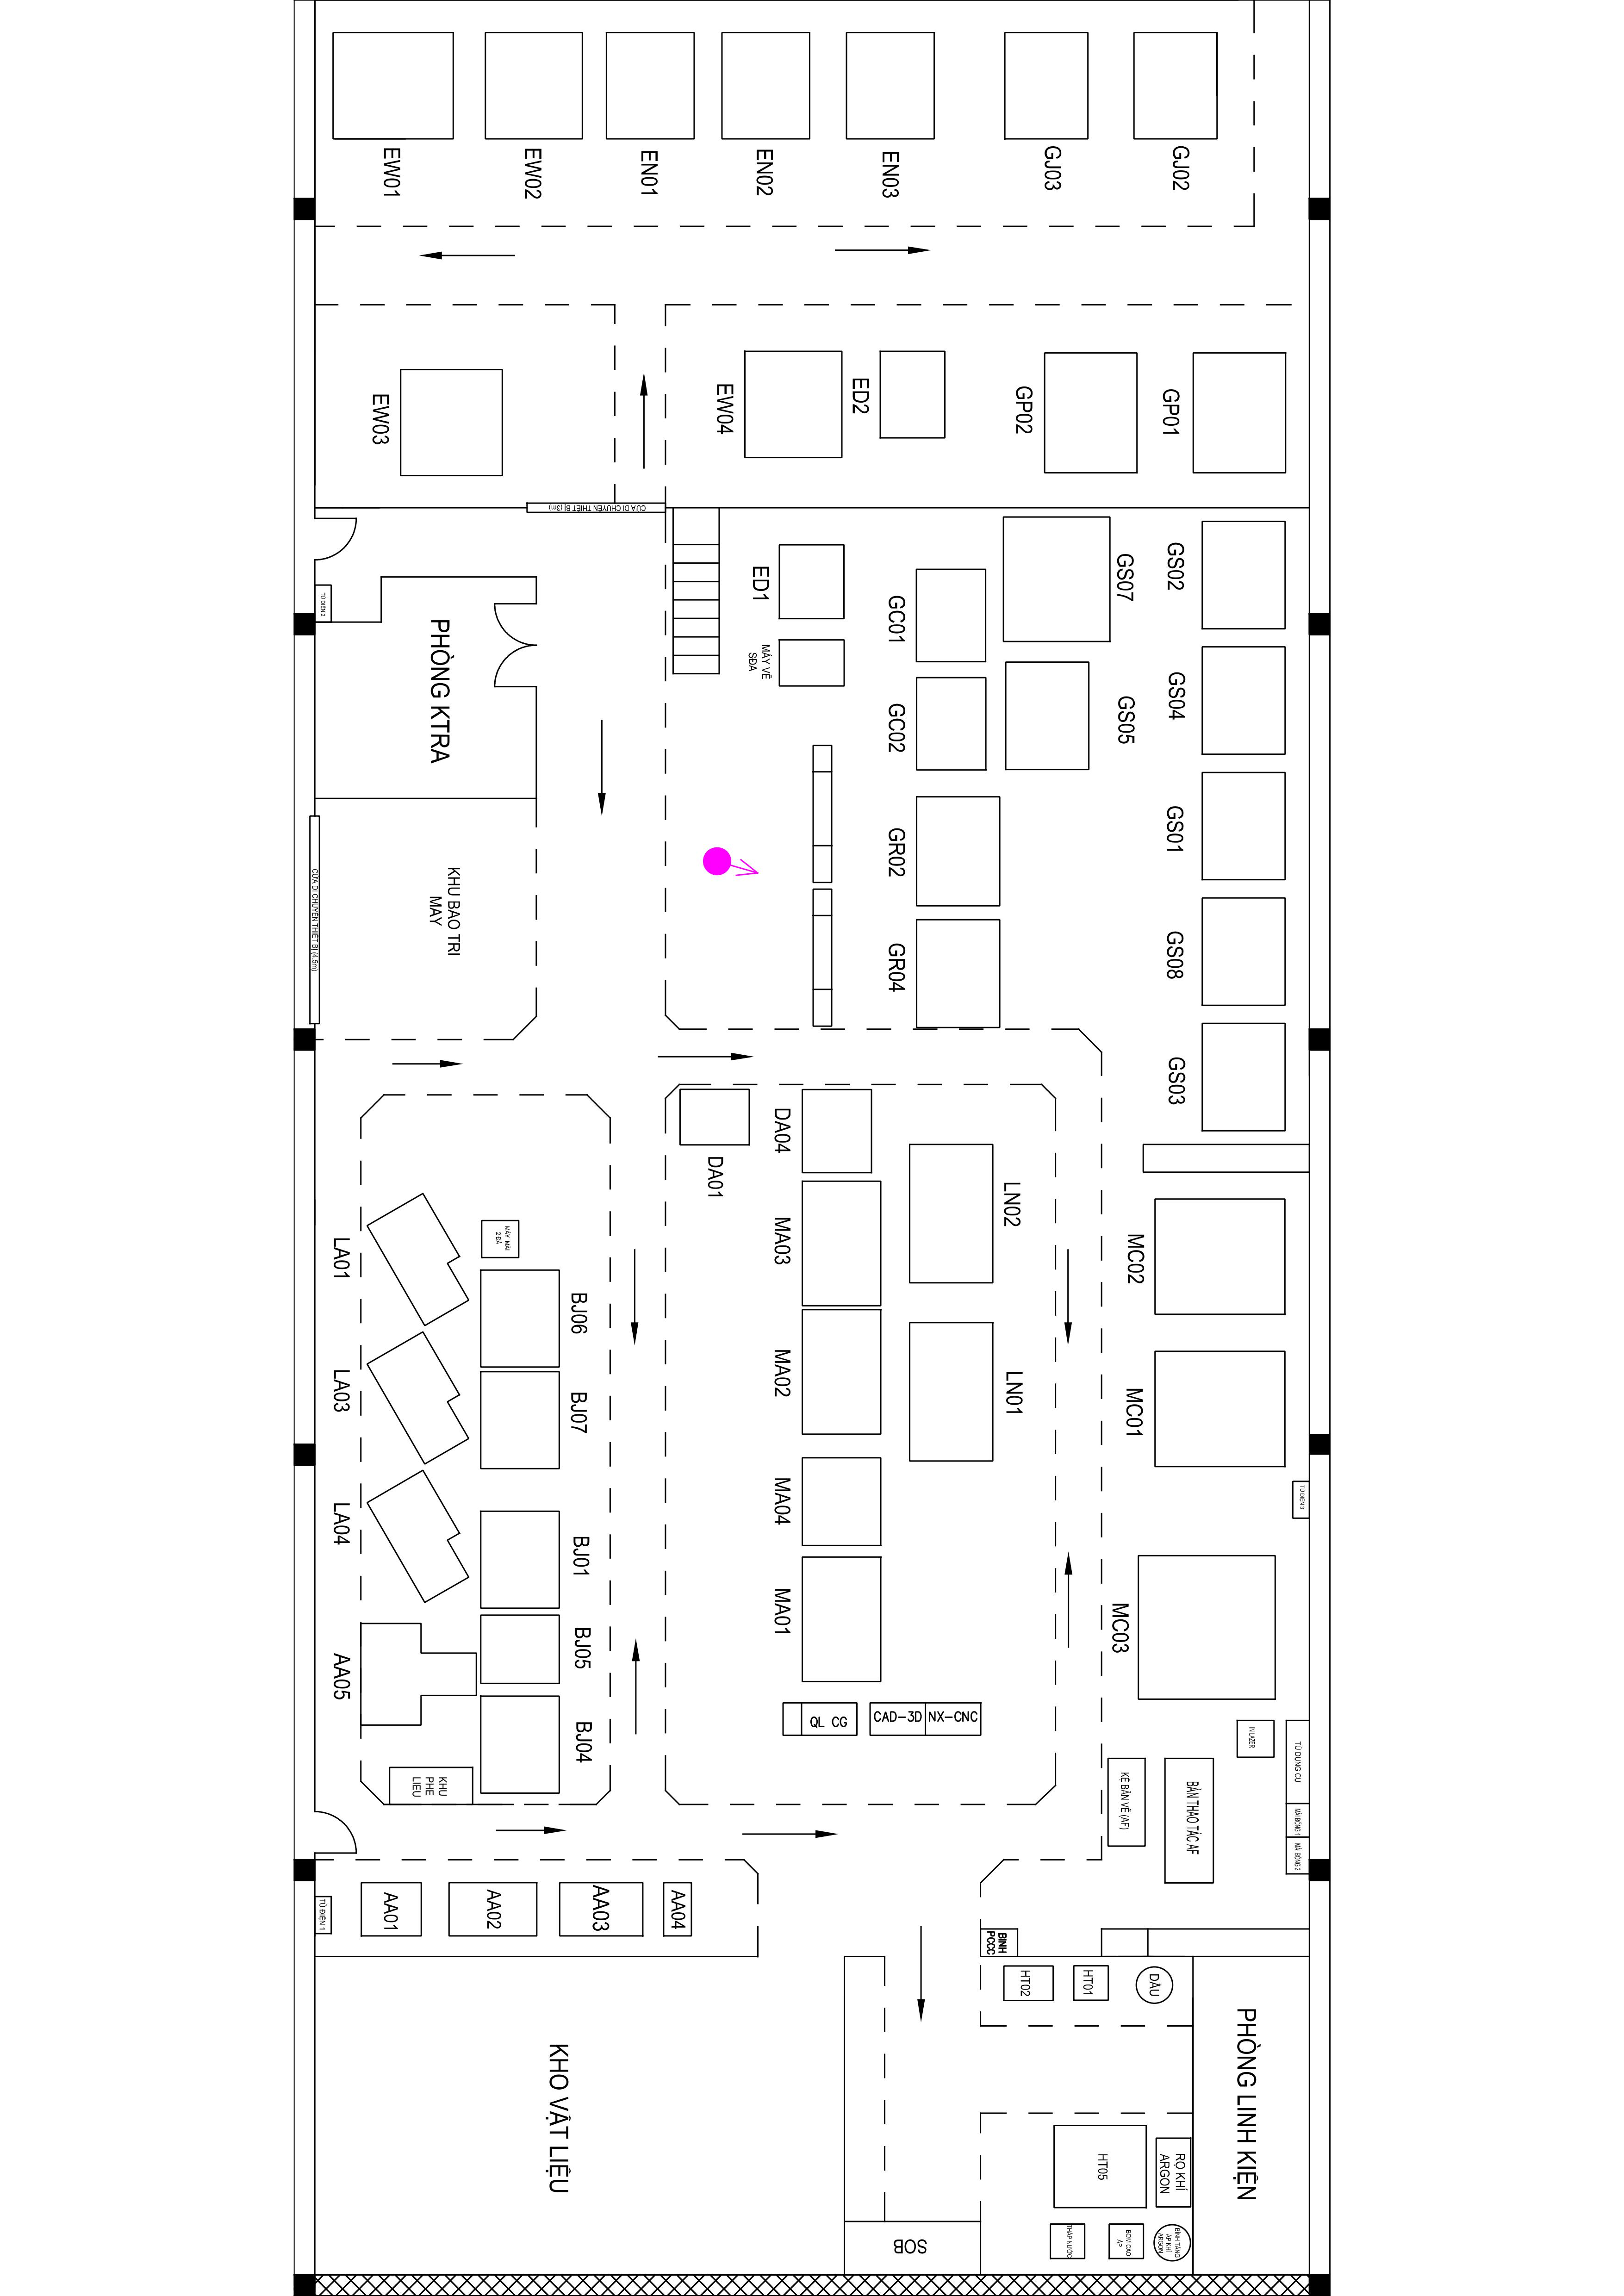 TỦ ĐIỆN 3
TỦ DỤNG CỤ
MÀI BÓNG 1
MÀI BÓNG 2
IN LAZER
PHÒNG LINH KIỆN
GJ02
GP01
GS02
GS04
GS01
GS08
GS03
MC02
MC01
MC03
BÀN THAO TÁC AF
KỆ BẢN VẼ (AF)
DẦU
RỌ KHÍ
ARGON
BÌNH TĂNG
ÁP KHÍ
ARGON
BƠM CAO
ÁP
HT05
THÁP NƯỚC
HT01
HT02
BINH
PCCC
GS07
GS05
GJ03
GP02
LN02
LN01
NX-CNC
CAD-3D
QL CG
SOB
EN03
ED2
GC01
GC02
GR02
GR04
EN02
EW04
ED1
MÁY VẼ
SĐA
DA04
MA03
MA02
MA04
MA01
DA01
EN01
CỬA DI CHUYỂN THIẾT BỊ (3m)
AA04
AA03
AA02
AA01
KHO VẬT LIỆU
BJ06
BJ07
BJ01
BJ05
BJ04
EW02
MÁY MÀI
2 ĐÁ
PHÒNG KTRA
KHU BAO TRI
MAY
KHU
PHE
LIEU
EW01
EW03
LA01
LA03
LA04
AA05
TỦ ĐIỆN 2
CỬA DI CHUYỂN THIẾT BỊ (4.5m)
TỦ ĐIỆN 1